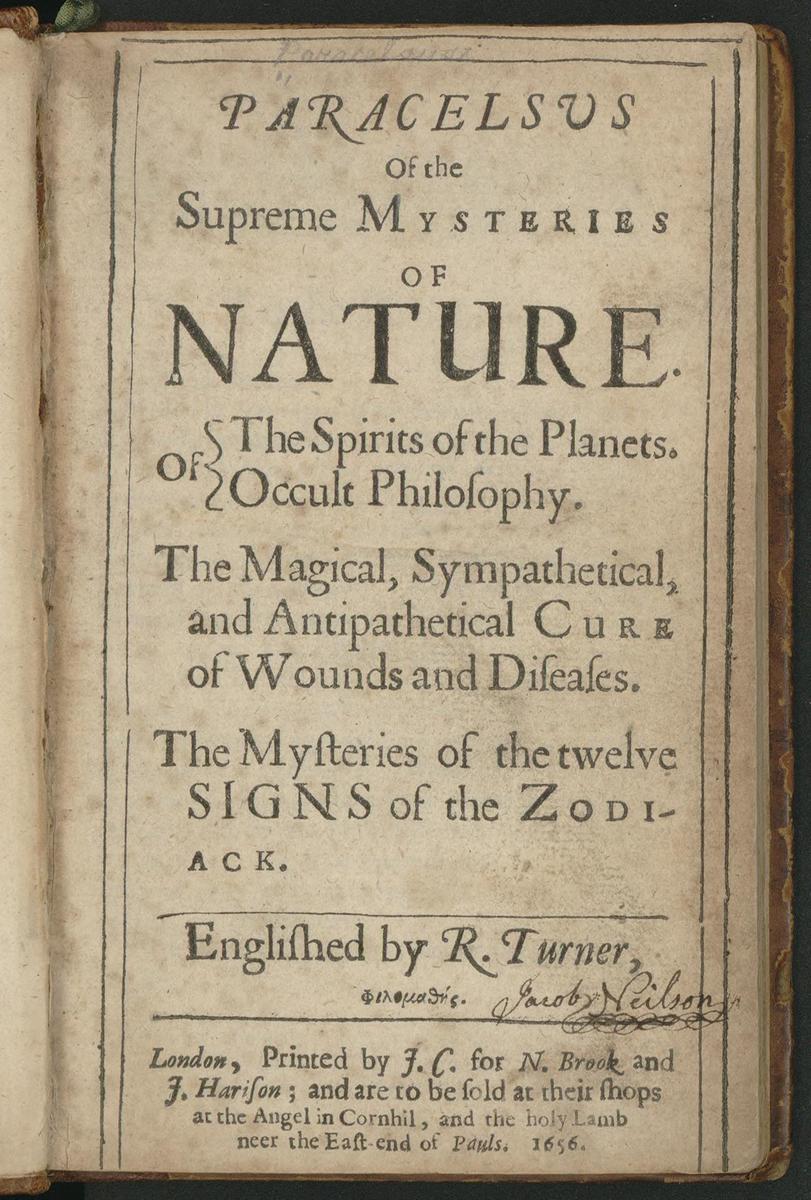 PARACELSVS
Of the
Supreme MYSTERIES
OF
NATURE.
Of { The Spirits of the Planets.
Occult Philoſophy.
The Magical, Sympathetical,
and Antipathetical CURE
of Wounds and Diſeaſes.
The Myſteries of the twelve
SIGNS of the ZODI-
ACK.
Engliſhed by R. Turner,
Φιλομαθής. Jacob Neilson
London, Printed by J. C. for N. Brook and
J. Hariſon; and are to be ſold at their ſhops
at the Angel in Cornhil, and the holy Lamb
neer the Eaſt-end of Pauls. 1656.